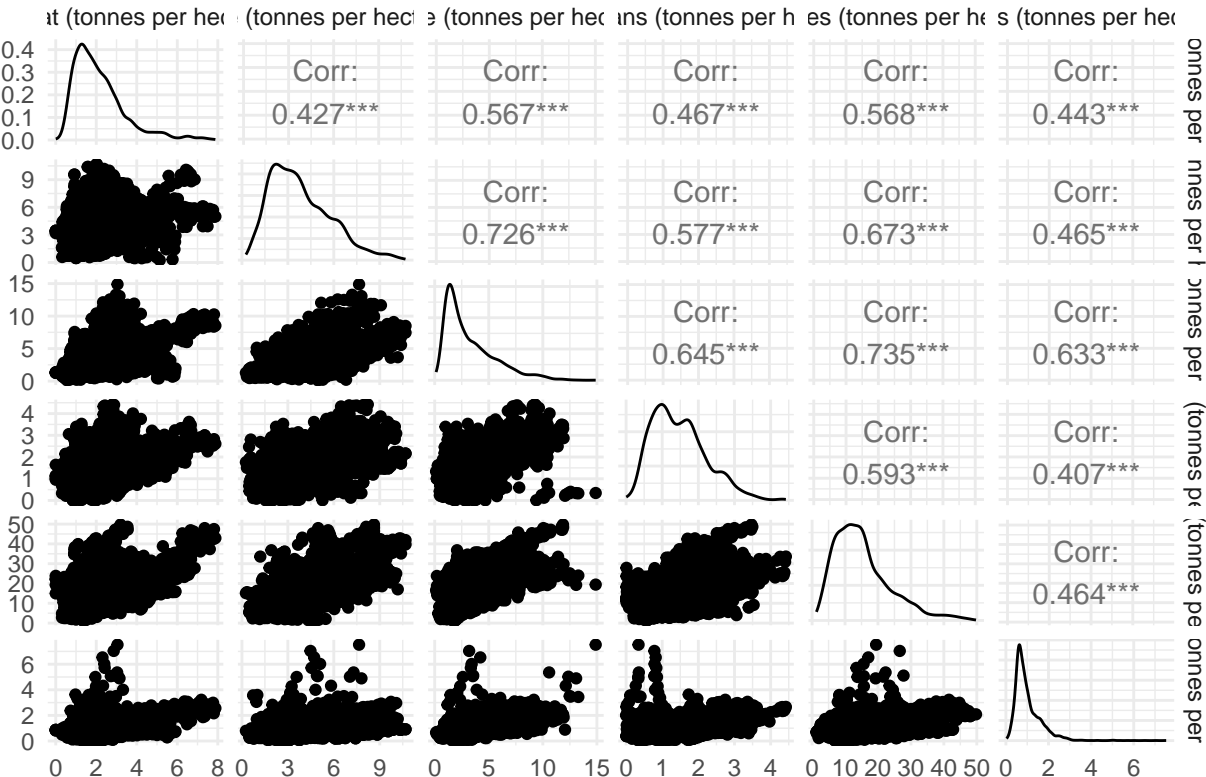 at (tonnes per hec
e (tonnes per hect
e (tonnes per hec
ans (tonnes per h
es (tonnes per he
s (tonnes per hec
0.4
0.3
0.2
0.1
0.0
Corr:
0.427***
Corr:
0.567***
Corr:
0.467***
Corr:
0.568***
Corr:
0.443***
onnes per
9
6
3
0
Corr:
0.726***
Corr:
0.577***
Corr:
0.673***
Corr:
0.465***
nnes per h
15
10
5
0
Corr:
0.645***
Corr:
0.735***
Corr:
0.633***
onnes per
4
3
2
1
0
Corr:
0.593***
Corr:
0.407***
(tonnes pe
50
40
30
20
10
0
Corr:
0.464***
(tonnes pe
6
4
2
0
onnes per
0 2 4 6 8
0 3 6 9
0 5 10 15
0 1 2 3 4
0 10 20 30 40 50
0 2 4 6